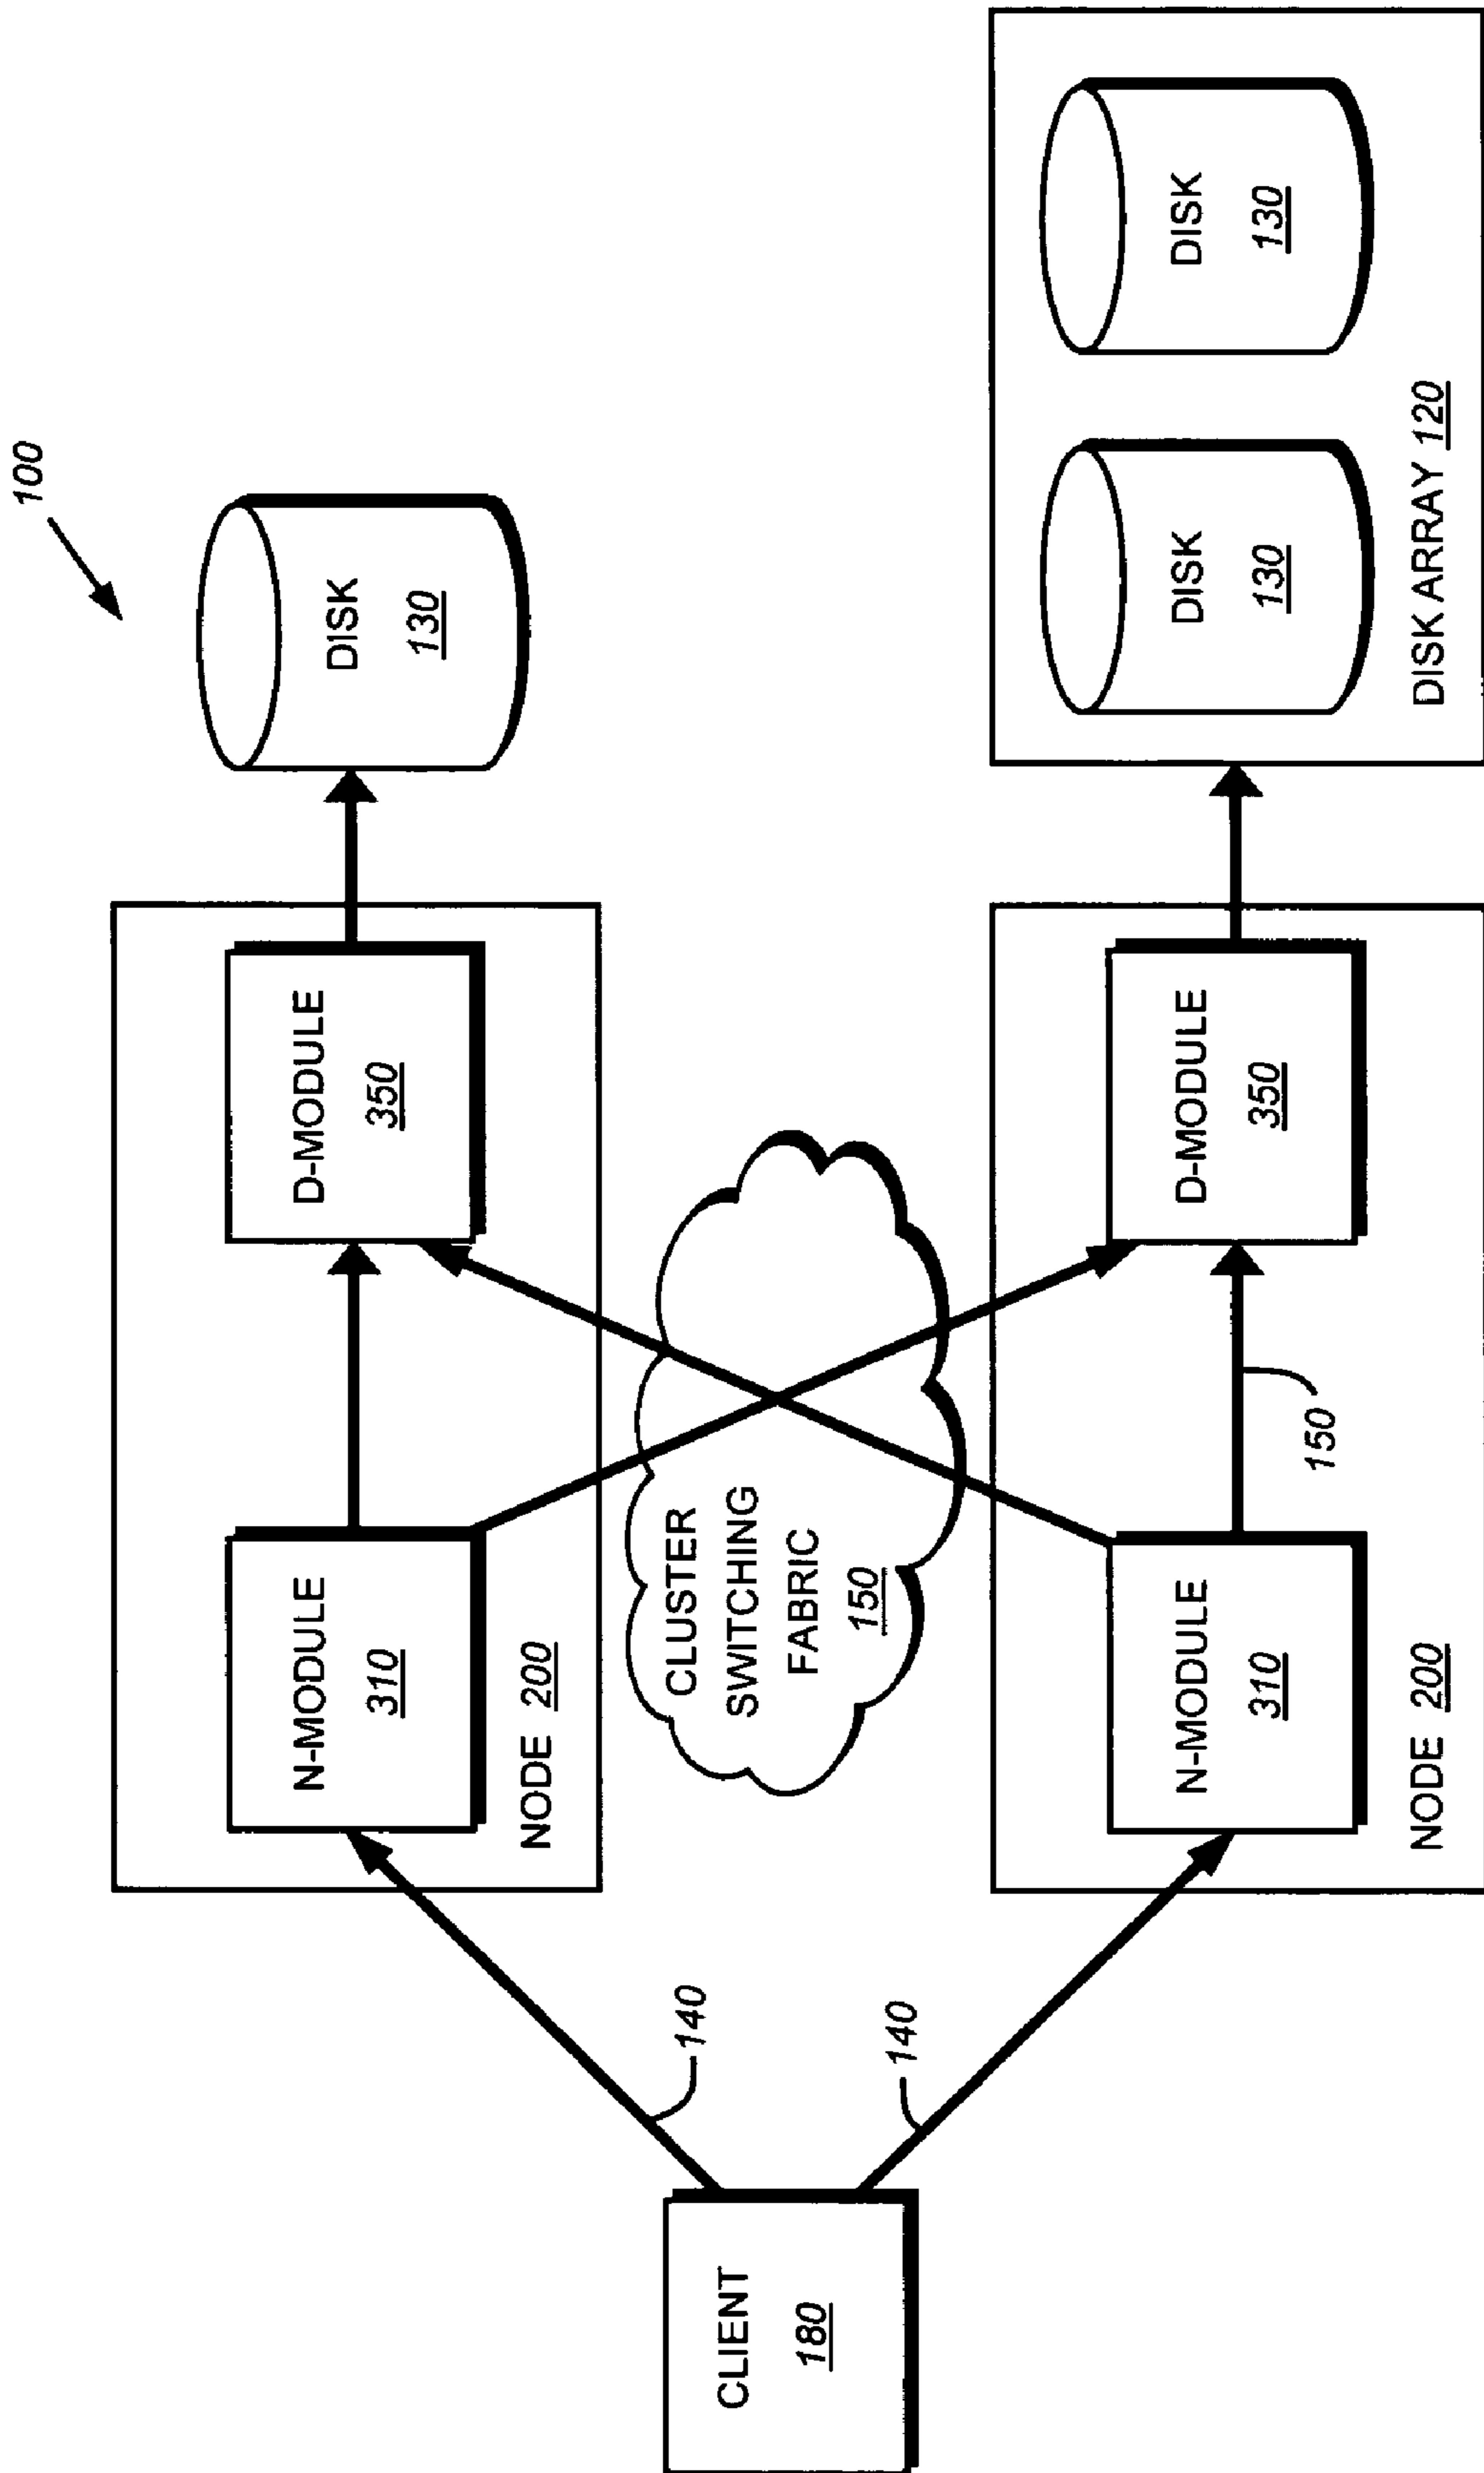 100
N-MODULE
310
D-MODULE
350
NODE 200
DISK
130
CLIENT
180
140
140
CLUSTER
SWITCHING
FABRIC
150
N-MODULE
310
150
D-MODULE
350
NODE 200
DISK
130
DISK
130
DISK ARRAY 120